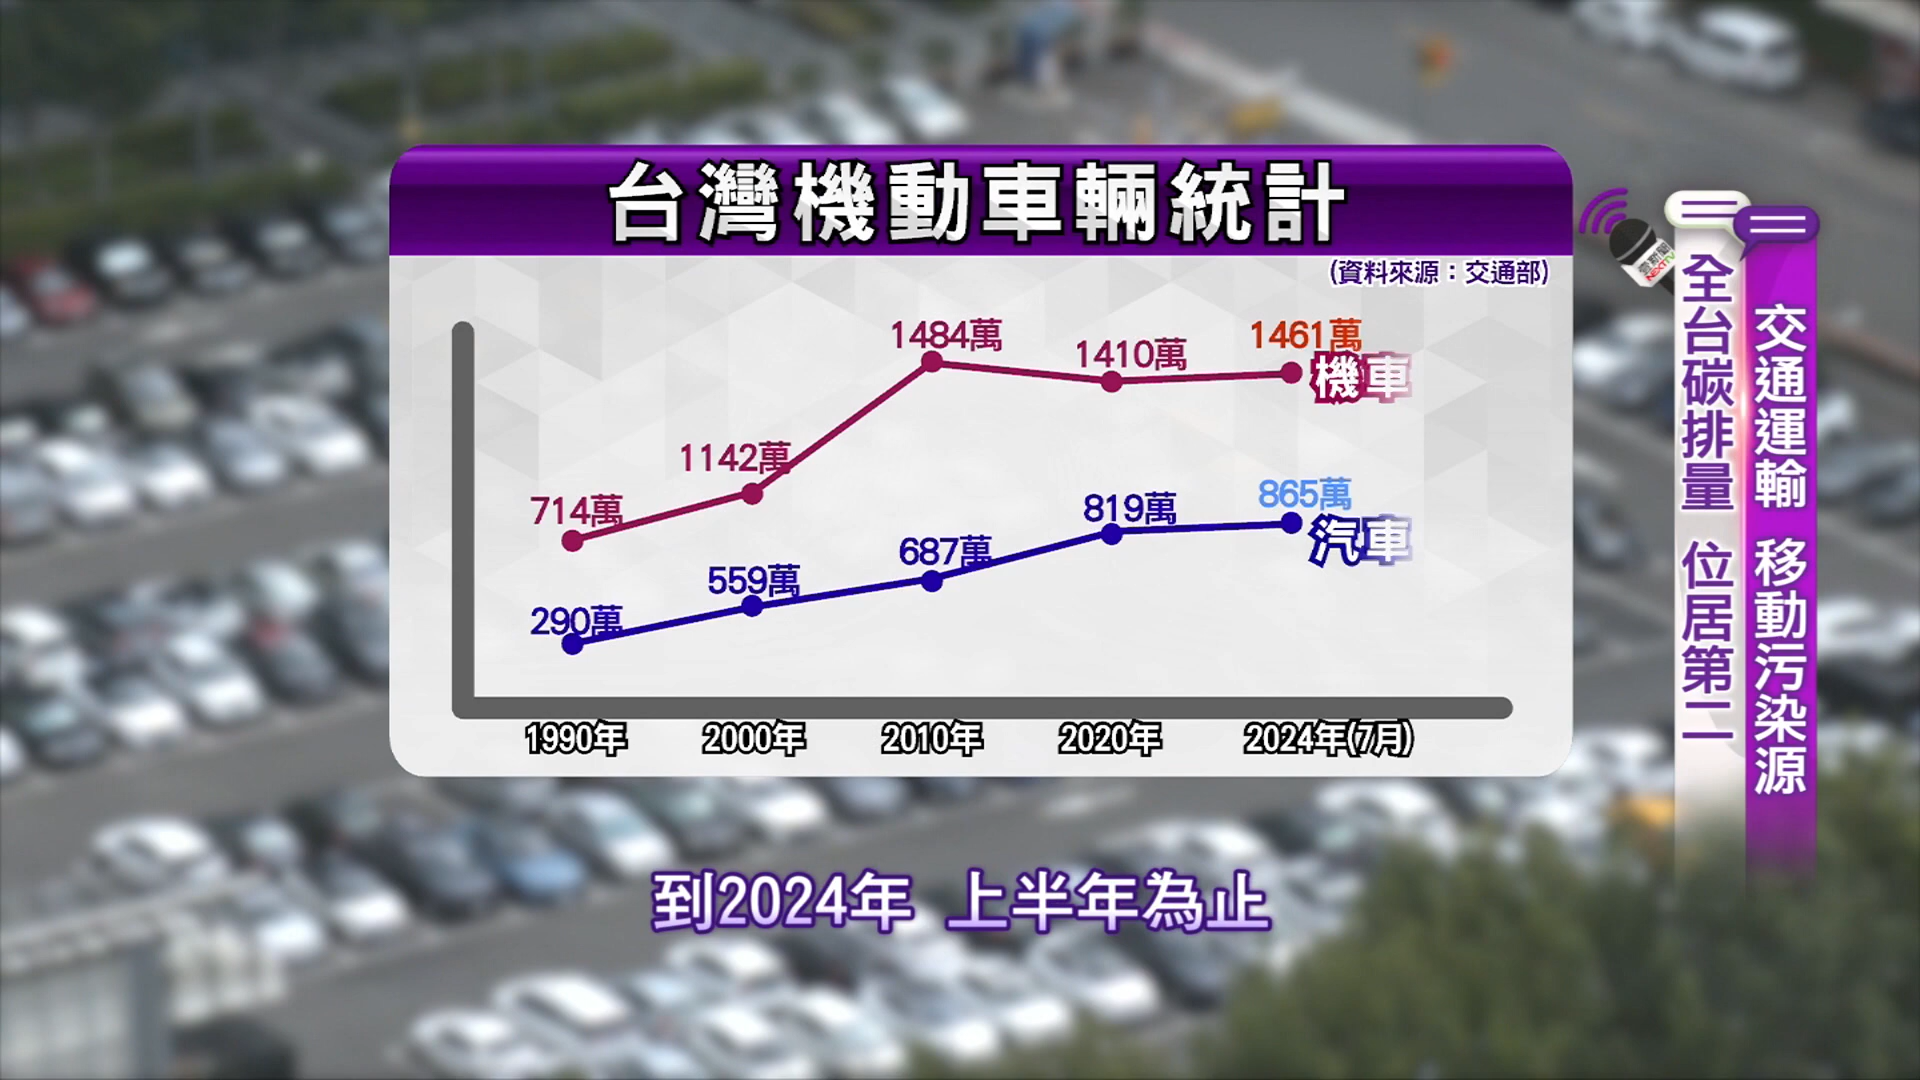 台灣機動車輛統計
(資料來源：交通部)
1484萬
1410萬
1461萬
機車
1142萬
714萬
865萬
汽車
819萬
687萬
559萬
290萬
1990年
2000年
2010年
2020年
2024年(7月)
到2024年 上半年為止
壹新聞
NEXTTV
交通運輸 移動污染源
全台碳排量 位居第二